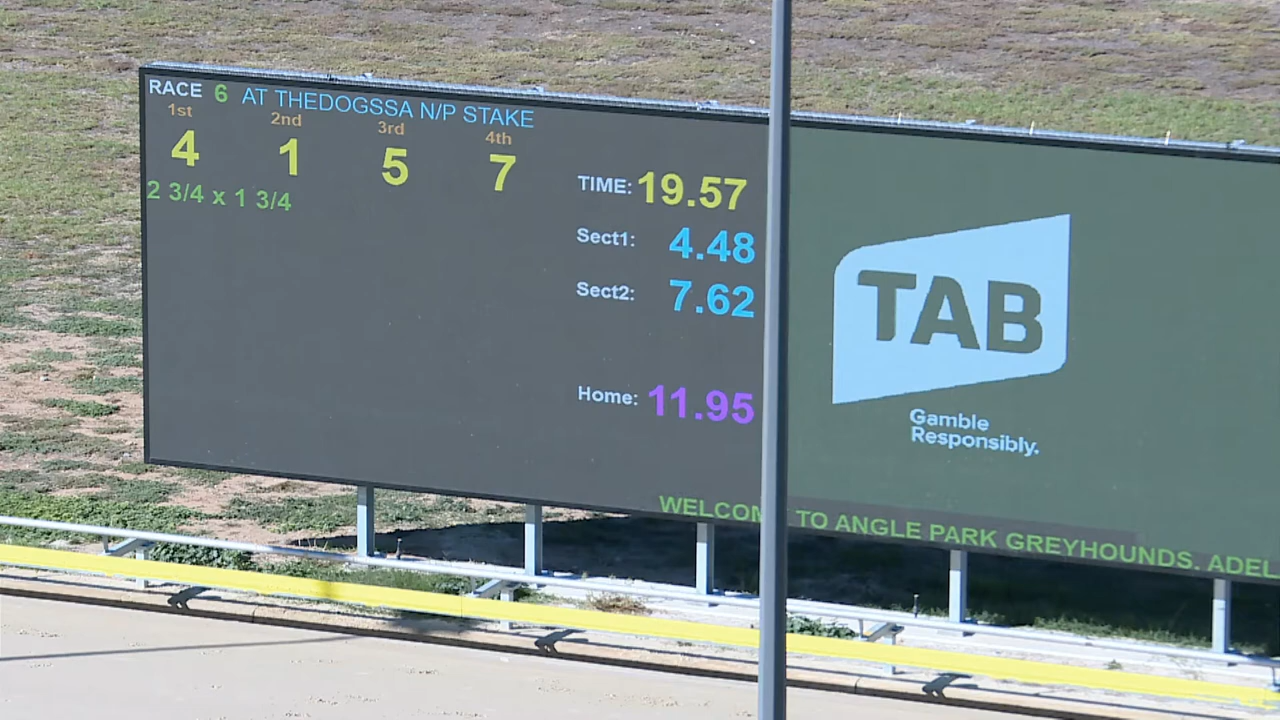 RACE 6 AT THEDOGSSA N/P STAKE
1st 2nd 3rd 4th
4 1 5 7
2 3/4 x 1 3/4
TIME: 19.57
Sect1: 4.48
Sect2: 7.62
Home: 11.95
TAB
Gamble
Responsibly.
WELCOM TO ANGLE PARK GREYHOUNDS. ADEL